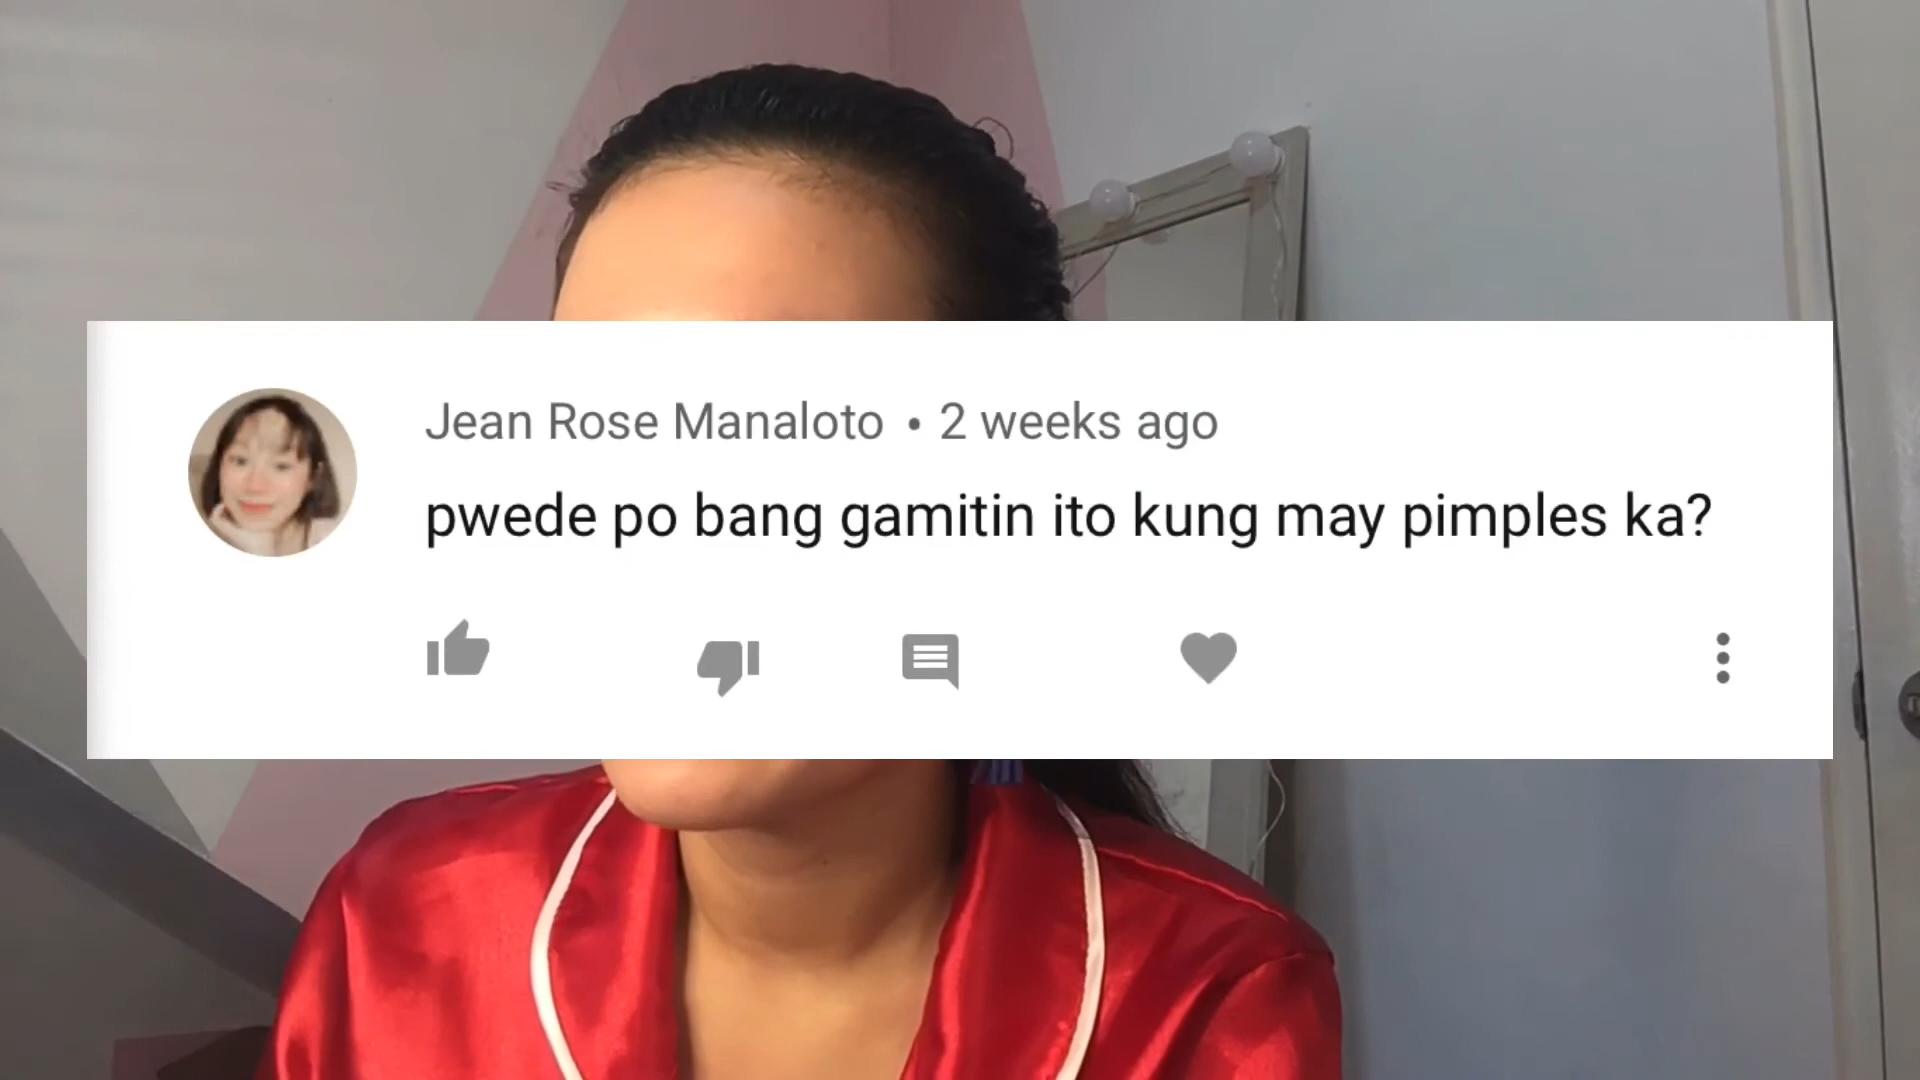 Jean Rose Manaloto • 2 weeks ago
pwede po bang gamitin ito kung may pimples ka?